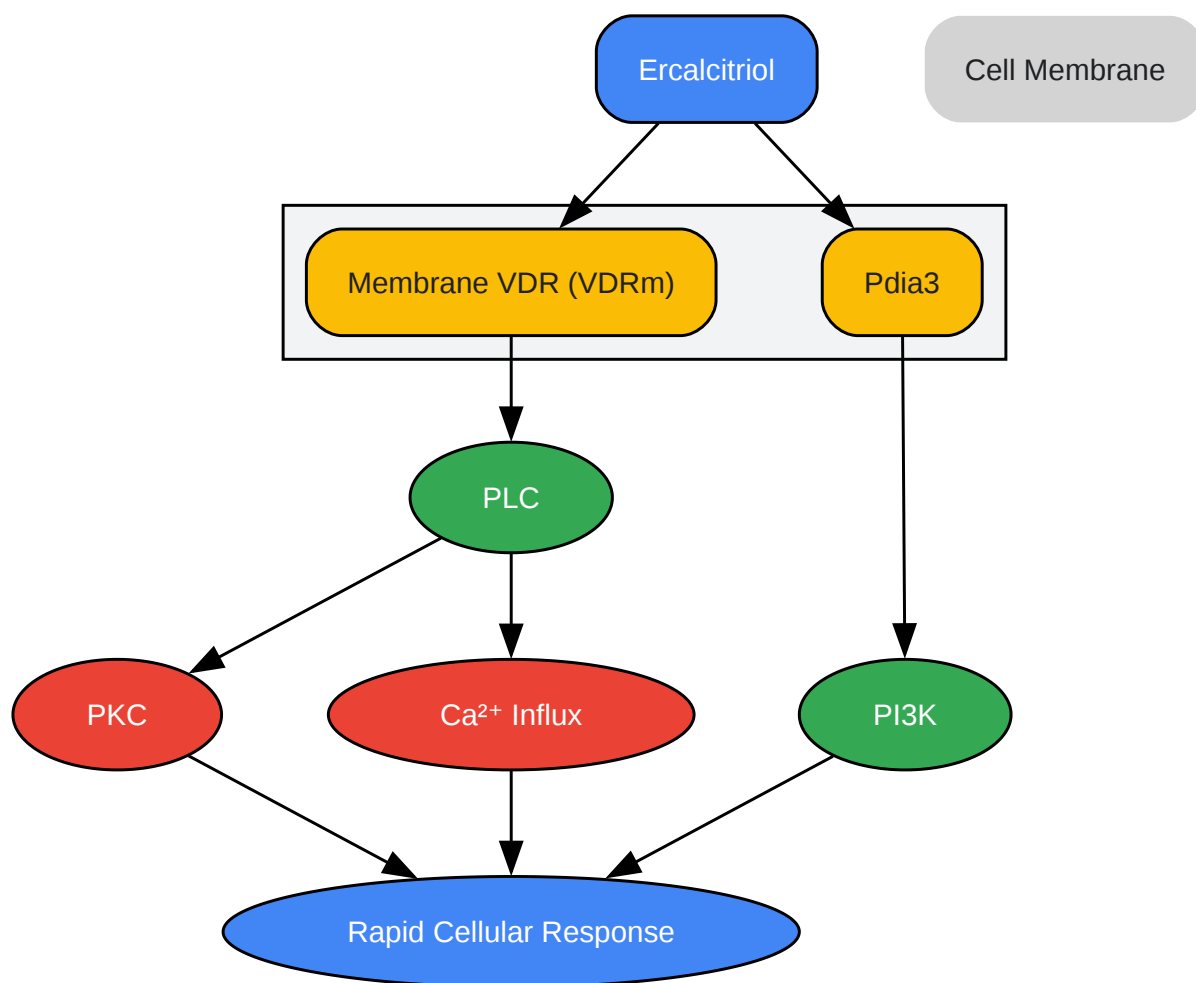 Ercalcitriol
Cell Membrane
Membrane VDR (VDRm)
Pdia3
PLC
PKC
Ca²⁺ Influx
PI3K
Rapid Cellular Response